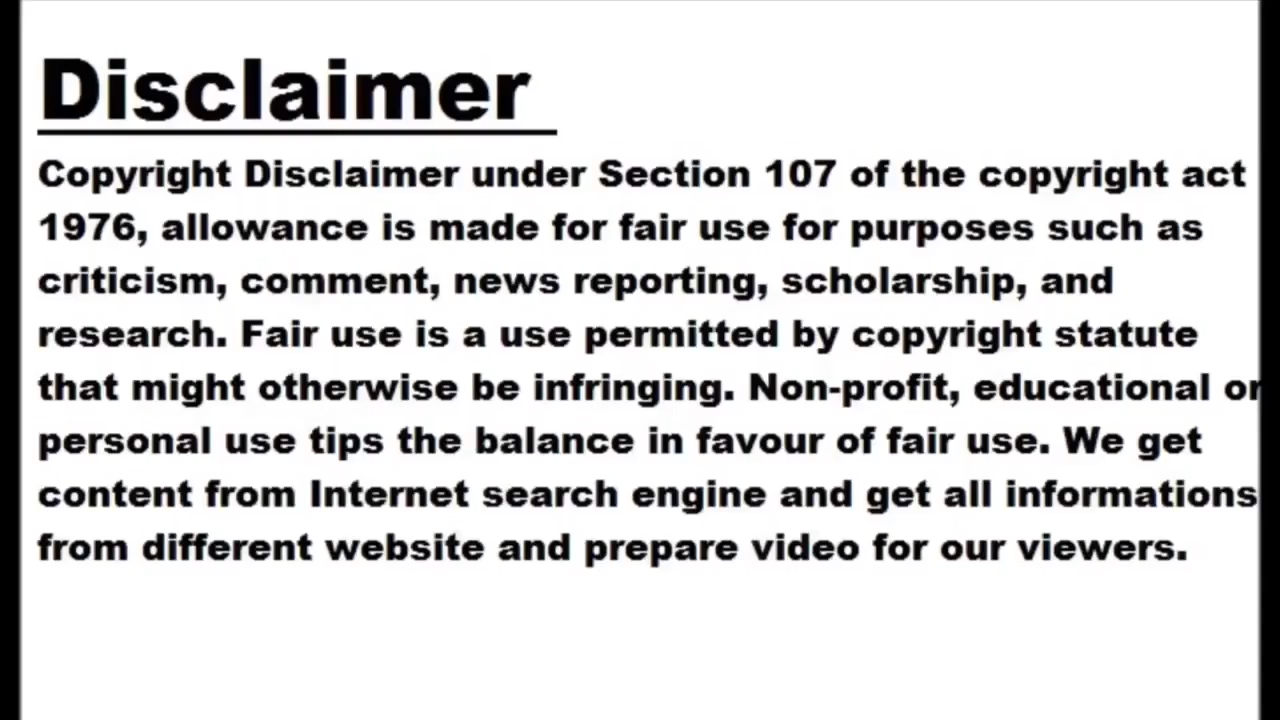 Disclaimer
Copyright Disclaimer under Section 107 of the copyright act
1976, allowance is made for fair use for purposes such as
criticism, comment, news reporting, scholarship, and
research. Fair use is a use permitted by copyright statute
that might otherwise be infringing. Non-profit, educational or
personal use tips the balance in favour of fair use. We get
content from Internet search engine and get all informations
from different website and prepare video for our viewers.